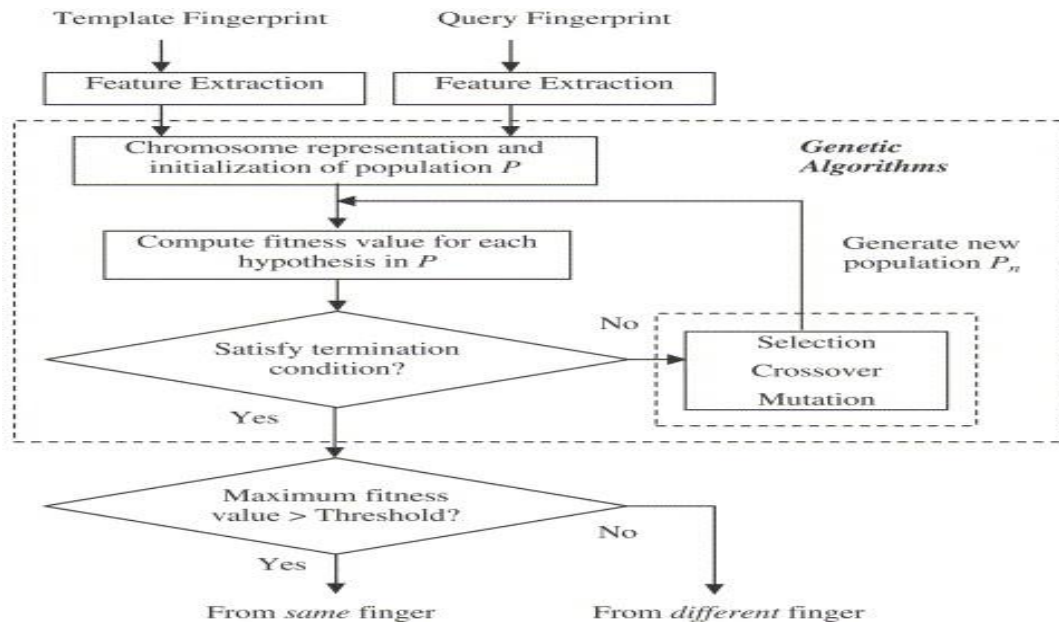 Template Fingerprint
Query Fingerprint
Feature Extraction
Feature Extraction
Chromosome representation and
initialization of population P
Genetic
Algorithms
Compute fitness value for each
hypothesis in P
Generate new
population Pn
Satisfy termination
condition?
No
Selection
Crossover
Mutation
Yes
Maximum fitness
value > Threshold?
No
Yes
From same finger
From different finger